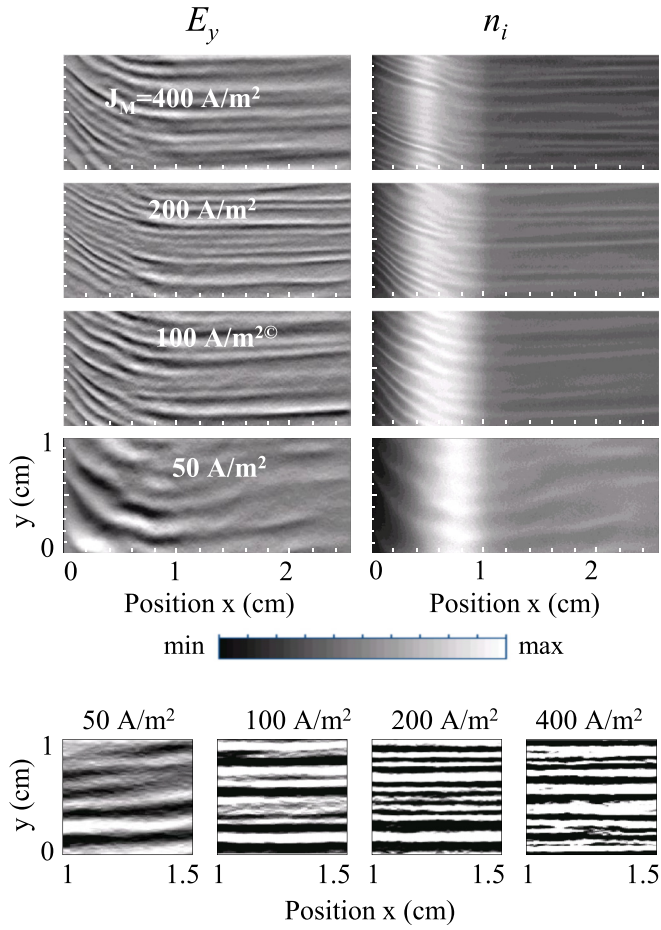 E_y n_i
J_M=400 A/m²
200 A/m²
100 A/m²©
50 A/m²
1
y (cm)
0
0 1 2 0 1 2
Position x (cm) Position x (cm)
min max
50 A/m² 100 A/m² 200 A/m² 400 A/m²
1
y (cm)
0
1 1.5 1 1.5 1 1.5 1 1.5
Position x (cm)